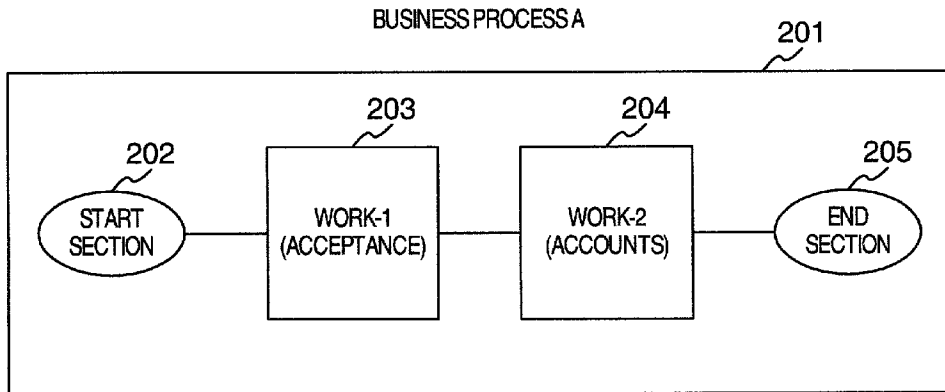 BUSINESS PROCESS A
201
203
204
202
205
START
SECTION
WORK-1
(ACCEPTANCE)
WORK-2
(ACCOUNTS)
END
SECTION